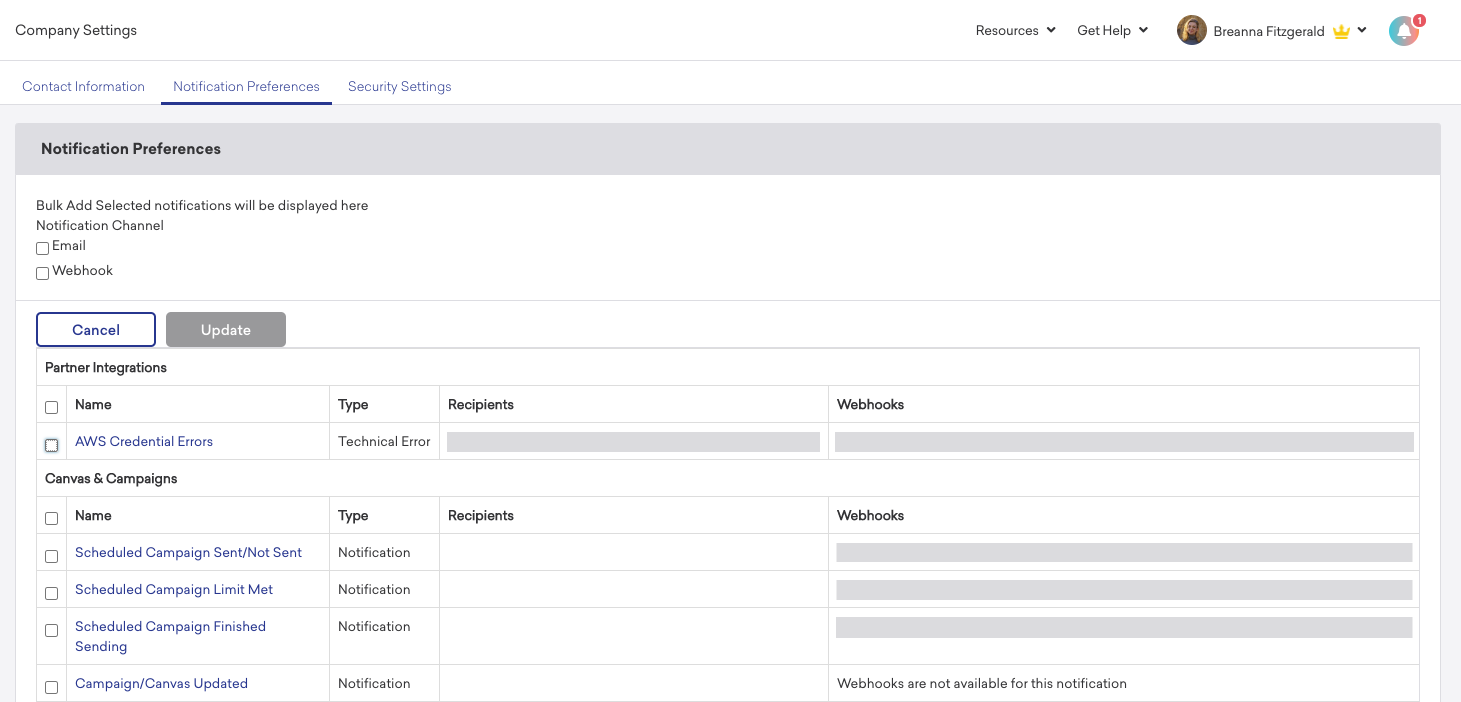 Company Settings
Resources
Get Help
Breanna Fitzgerald
1
Contact Information
Notification Preferences
Security Settings
Notification Preferences
Bulk Add Selected notifications will be displayed here
Notification Channel
Email
Webhook
Cancel
Update
Partner Integrations
Name Type Recipients Webhooks
AWS Credential Errors Technical Error
Canvas & Campaigns
Name Type Recipients Webhooks
Scheduled Campaign Sent/Not Sent Notification
Scheduled Campaign Limit Met Notification
Scheduled Campaign Finished Notification
Sending
Campaign/Canvas Updated Notification Webhooks are not available for this notification